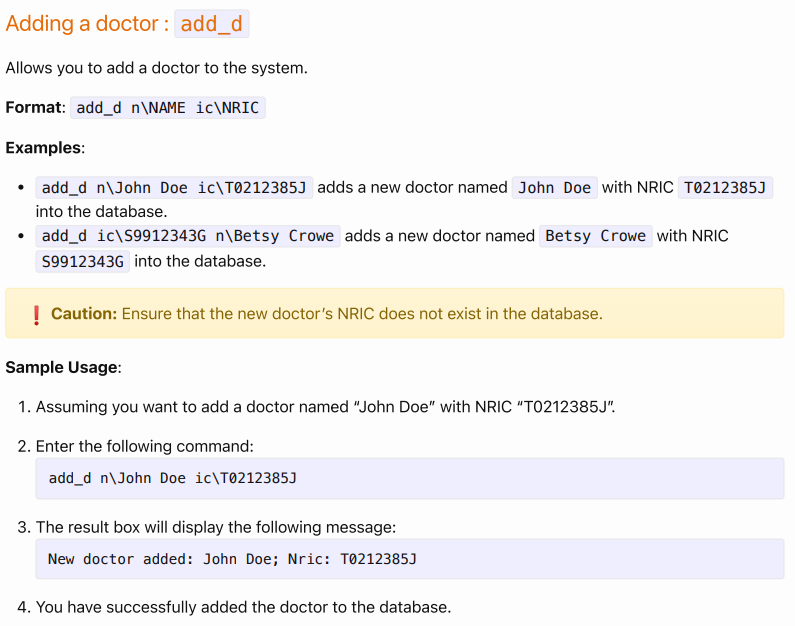 Adding a doctor : add_d
Allows you to add a doctor to the system.
Format: add_d n\NAME ic\NRIC
Examples:
• add_d n\John Doe ic\T0212385J adds a new doctor named John Doe with NRIC T0212385J
into the database.
• add_d ic\S9912343G n\Betsy Crowe adds a new doctor named Betsy Crowe with NRIC
S9912343G into the database.
❗ Caution: Ensure that the new doctor’s NRIC does not exist in the database.
Sample Usage:
1. Assuming you want to add a doctor named “John Doe” with NRIC “T0212385J”.
2. Enter the following command:
add_d n\John Doe ic\T0212385J
3. The result box will display the following message:
New doctor added: John Doe; Nric: T0212385J
4. You have successfully added the doctor to the database.